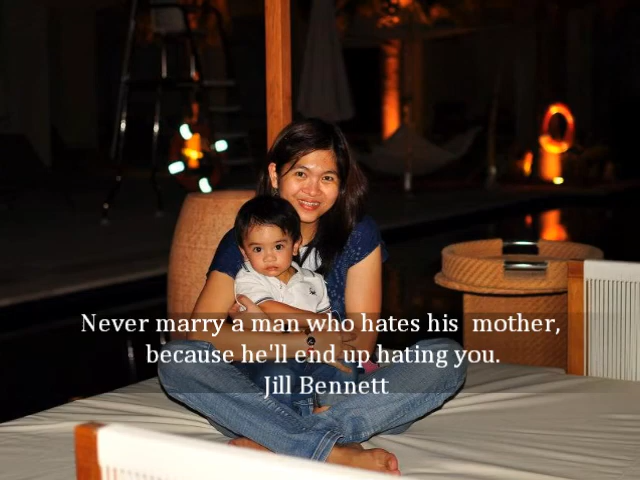 Never marry a man who hates his  mother,
because he'll end up hating you.
Jill Bennett